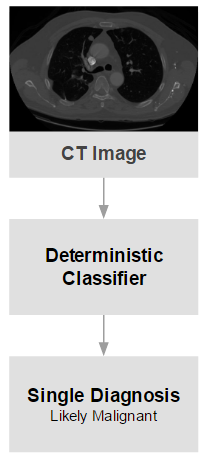 CT Image
Deterministic
Classifier
Single Diagnosis
Likely Malignant